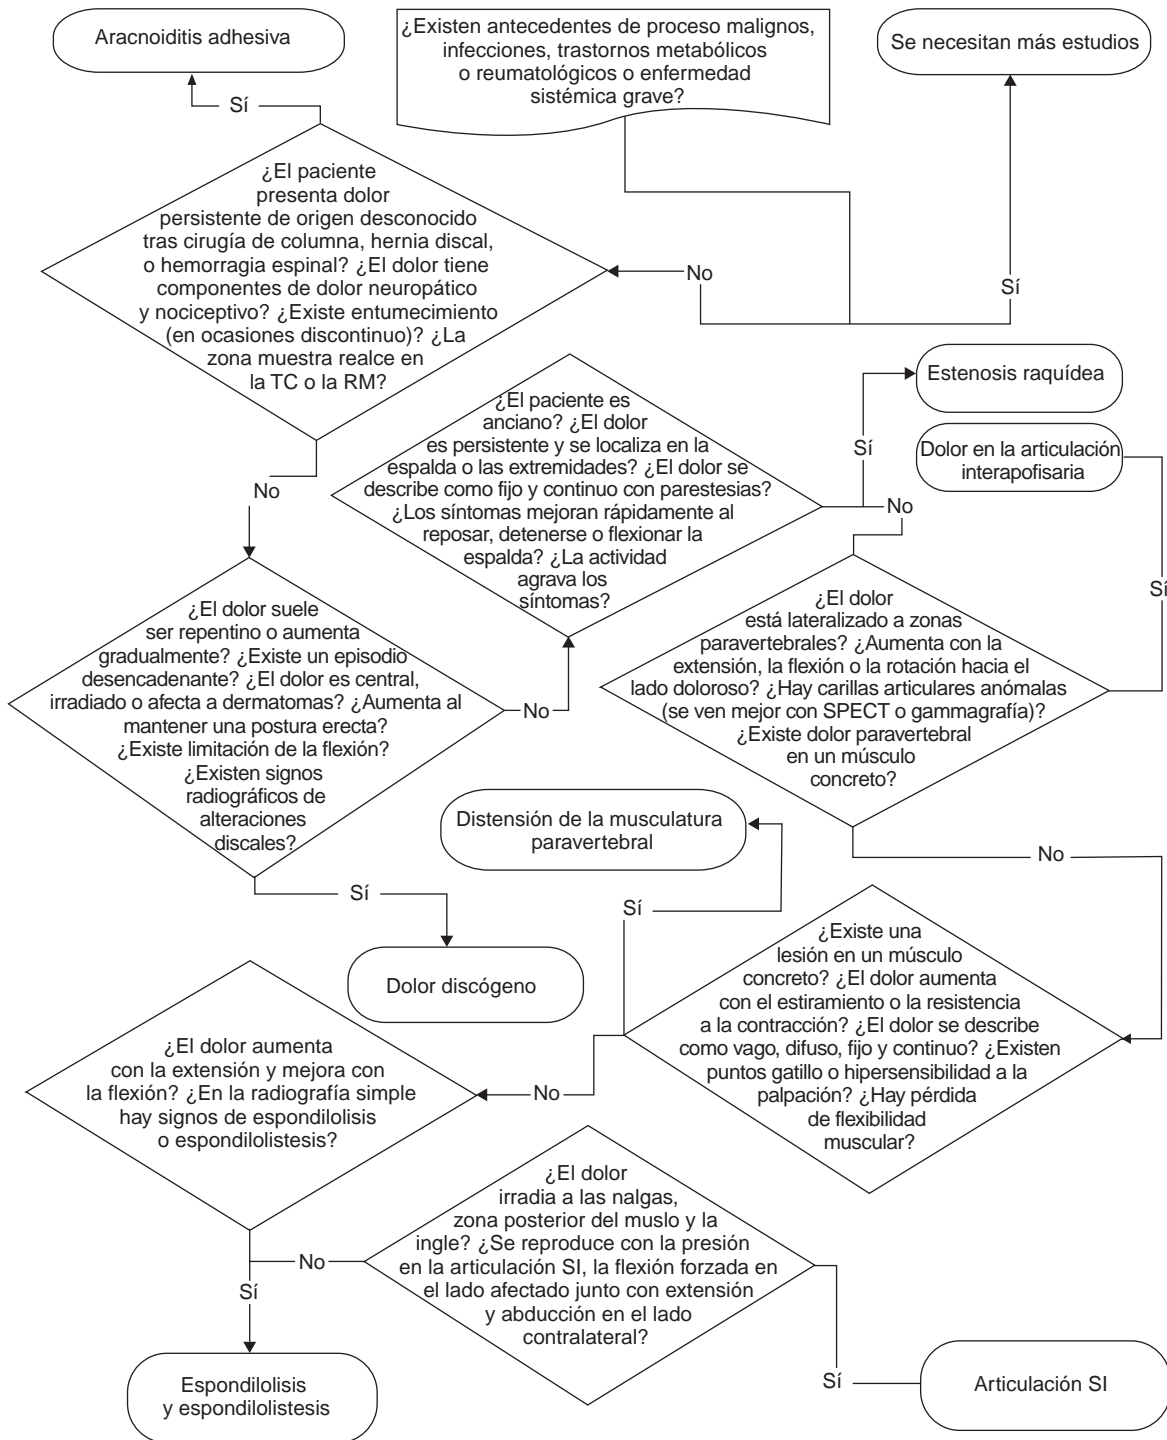 Aracnoiditis adhesiva
¿Existen antecedentes de proceso malignos,
infecciones, trastornos metabólicos
o reumatológicos o enfermedad
sistémica grave?
Se necesitan más estudios
Sí
¿El paciente
presenta dolor
persistente de origen desconocido
tras cirugía de columna, hernia discal,
o hemorragia espinal? ¿El dolor tiene
componentes de dolor neuropático
y nociceptivo? ¿Existe entumecimiento
(en ocasiones discontinuo)? ¿La
zona muestra realce en
la TC o la RM?
No
Sí
No
¿El paciente es
anciano? ¿El dolor
es persistente y se localiza en la
espalda o las extremidades? ¿El dolor se
describe como fijo y continuo con parestesias?
¿Los síntomas mejoran rápidamente al
reposar, detenerse o flexionar la
espalda? ¿La actividad
agrava los
síntomas?
Estenosis raquídea
Sí
Dolor en la articulación
interapofisaria
No
Sí
¿El dolor suele
ser repentino o aumenta
gradualmente? ¿Existe un episodio
desencadenante? ¿El dolor es central,
irradiado o afecta a dermatomas? ¿Aumenta al
mantener una postura erecta?
¿Existe limitación de la flexión?
¿Existen signos
radiográficos de
alteraciones
discales?
No
¿El dolor
está lateralizado a zonas
paravertebrales? ¿Aumenta con la
extensión, la flexión o la rotación hacia el
lado doloroso? ¿Hay carillas articulares anómalas
(se ven mejor con SPECT o gammagrafía)?
¿Existe dolor paravertebral
en un músculo
concreto?
Distensión de la musculatura
paravertebral
No
Sí
Sí
Dolor discógeno
¿Existe una
lesión en un músculo
concreto? ¿El dolor aumenta
con el estiramiento o la resistencia
a la contracción? ¿El dolor se describe
como vago, difuso, fijo y continuo? ¿Existen
puntos gatillo o hipersensibilidad a la
palpación? ¿Hay pérdida
de flexibilidad
muscular?
No
¿El dolor aumenta
con la extensión y mejora con
la flexión? ¿En la radiografía simple
hay signos de espondilolisis
o espondilolistesis?
¿El dolor
irradia a las nalgas,
zona posterior del muslo y la
ingle? ¿Se reproduce con la presión
en la articulación SI, la flexión forzada en
el lado afectado junto con extensión
y abducción en el lado
contralateral?
No
Sí
Sí
Espondilolisis
y espondilolistesis
Articulación SI